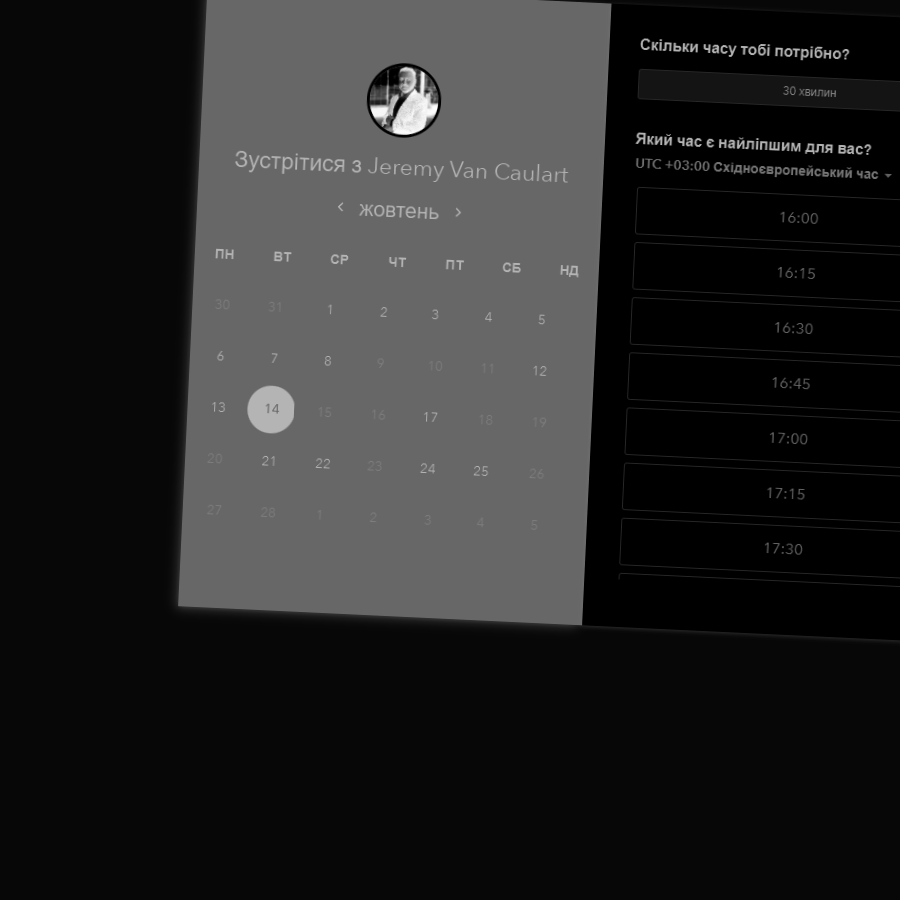 Зустрітися з Jeremy Van Caulart
жовтень
ПН ВТ СР ЧТ ПТ СБ НД
30 31 1 2 3 4 5
6 7 8 9 10 11 12
13 14 15 16 17 18 19
20 21 22 23 24 25 26
27 28 1 2 3 4 5
Скільки часу тобі потрібно?
30 хвилин
Який час є найліпшим для вас?
UTC +03:00 Східноєвропейський час
16:00
16:15
16:30
16:45
17:00
17:15
17:30